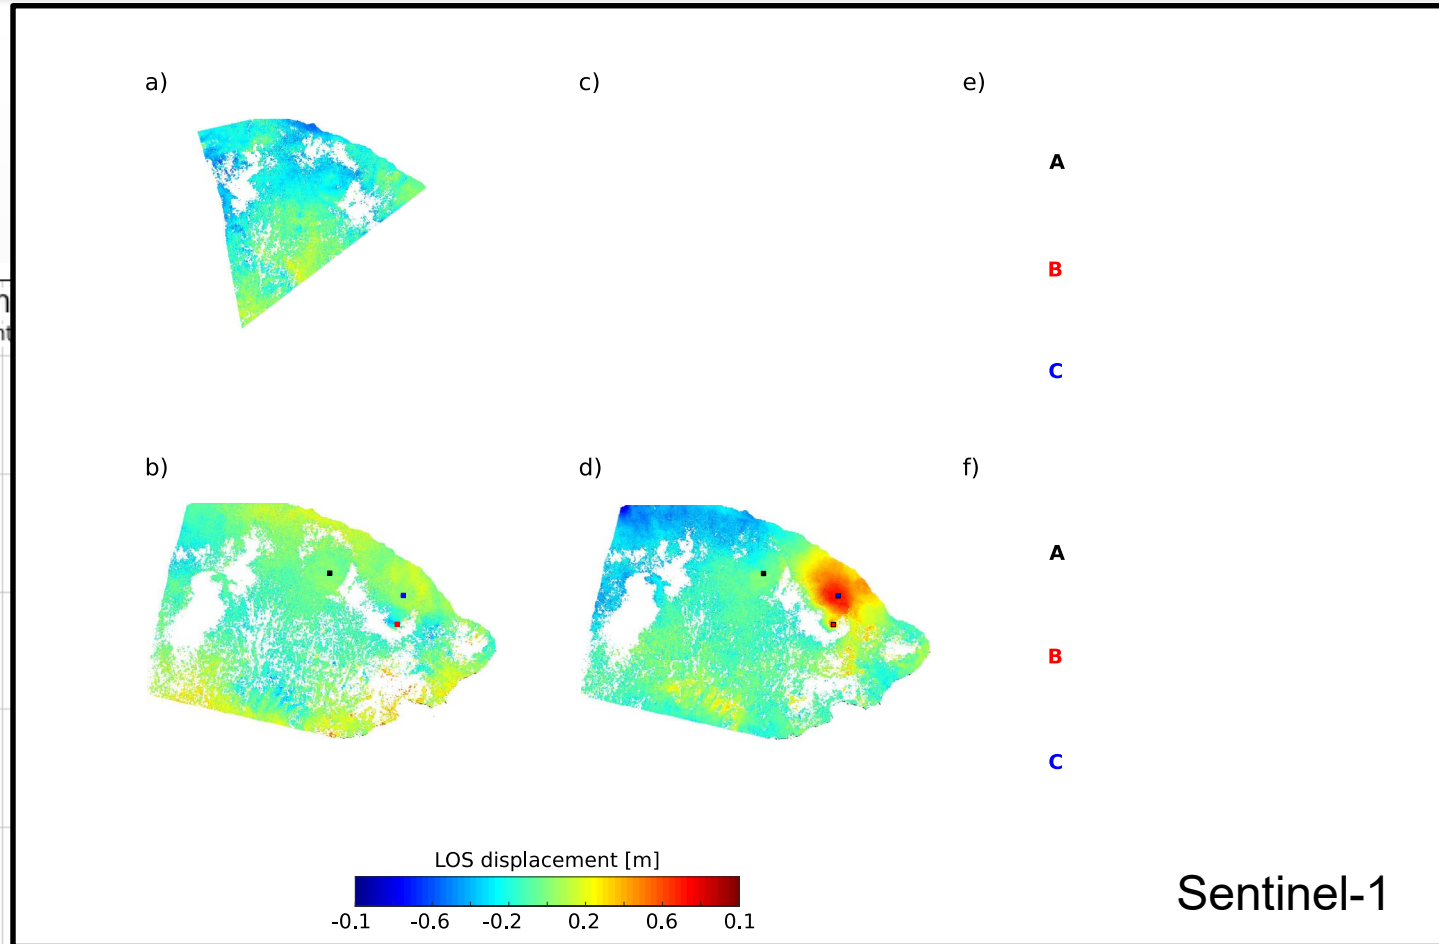 a)
c)
e)
A
B
C
b)
d)
f)
A
B
C
LOS displacement [m]
-0.1 -0.6 -0.2 0.2 0.6 0.1
Sentinel-1